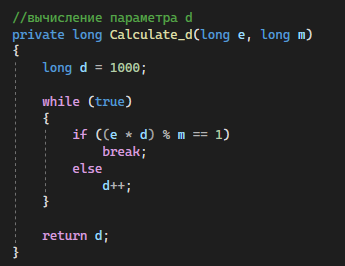 //вычисление параметра d
private long Calculate_d(long e, long m)
{
    long d = 1000;

    while (true)
    {
        if ((e * d) % m == 1)
            break;
        else
            d++;
    }

    return d;
}